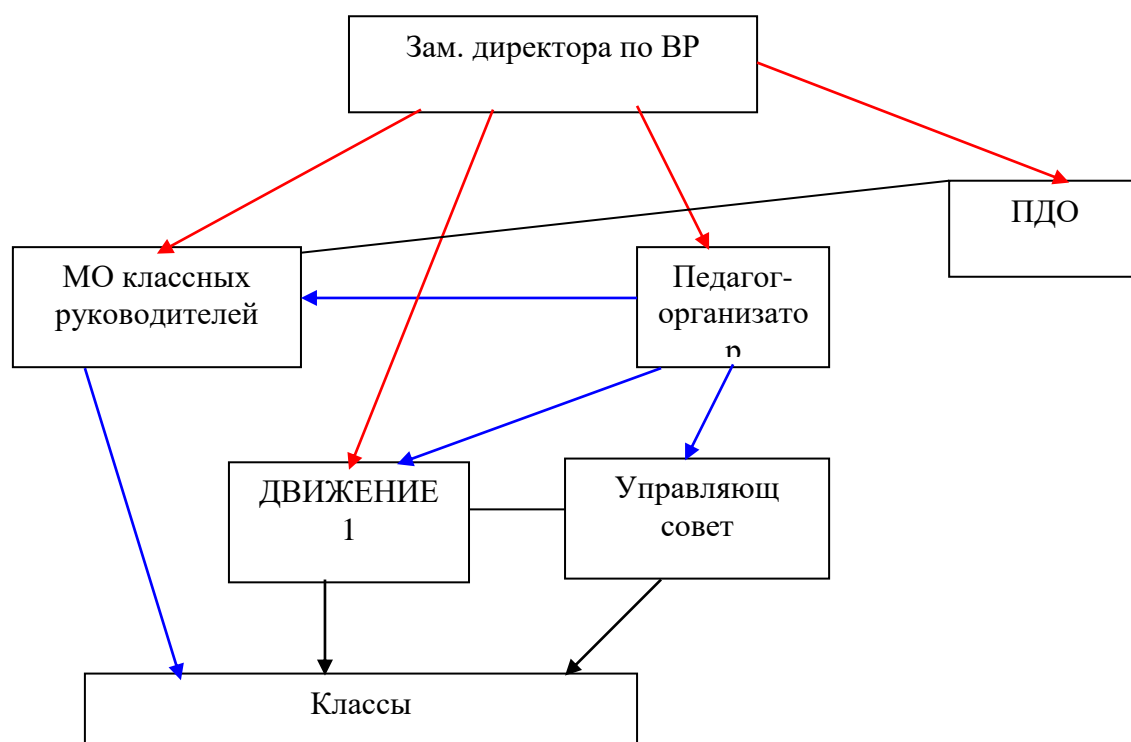 Зам. директора по ВР
ПДО
МО классных
руководителей
Педагог-
организато
р
ДВИЖЕНИЕ
1
Управляющ
совет
Классы